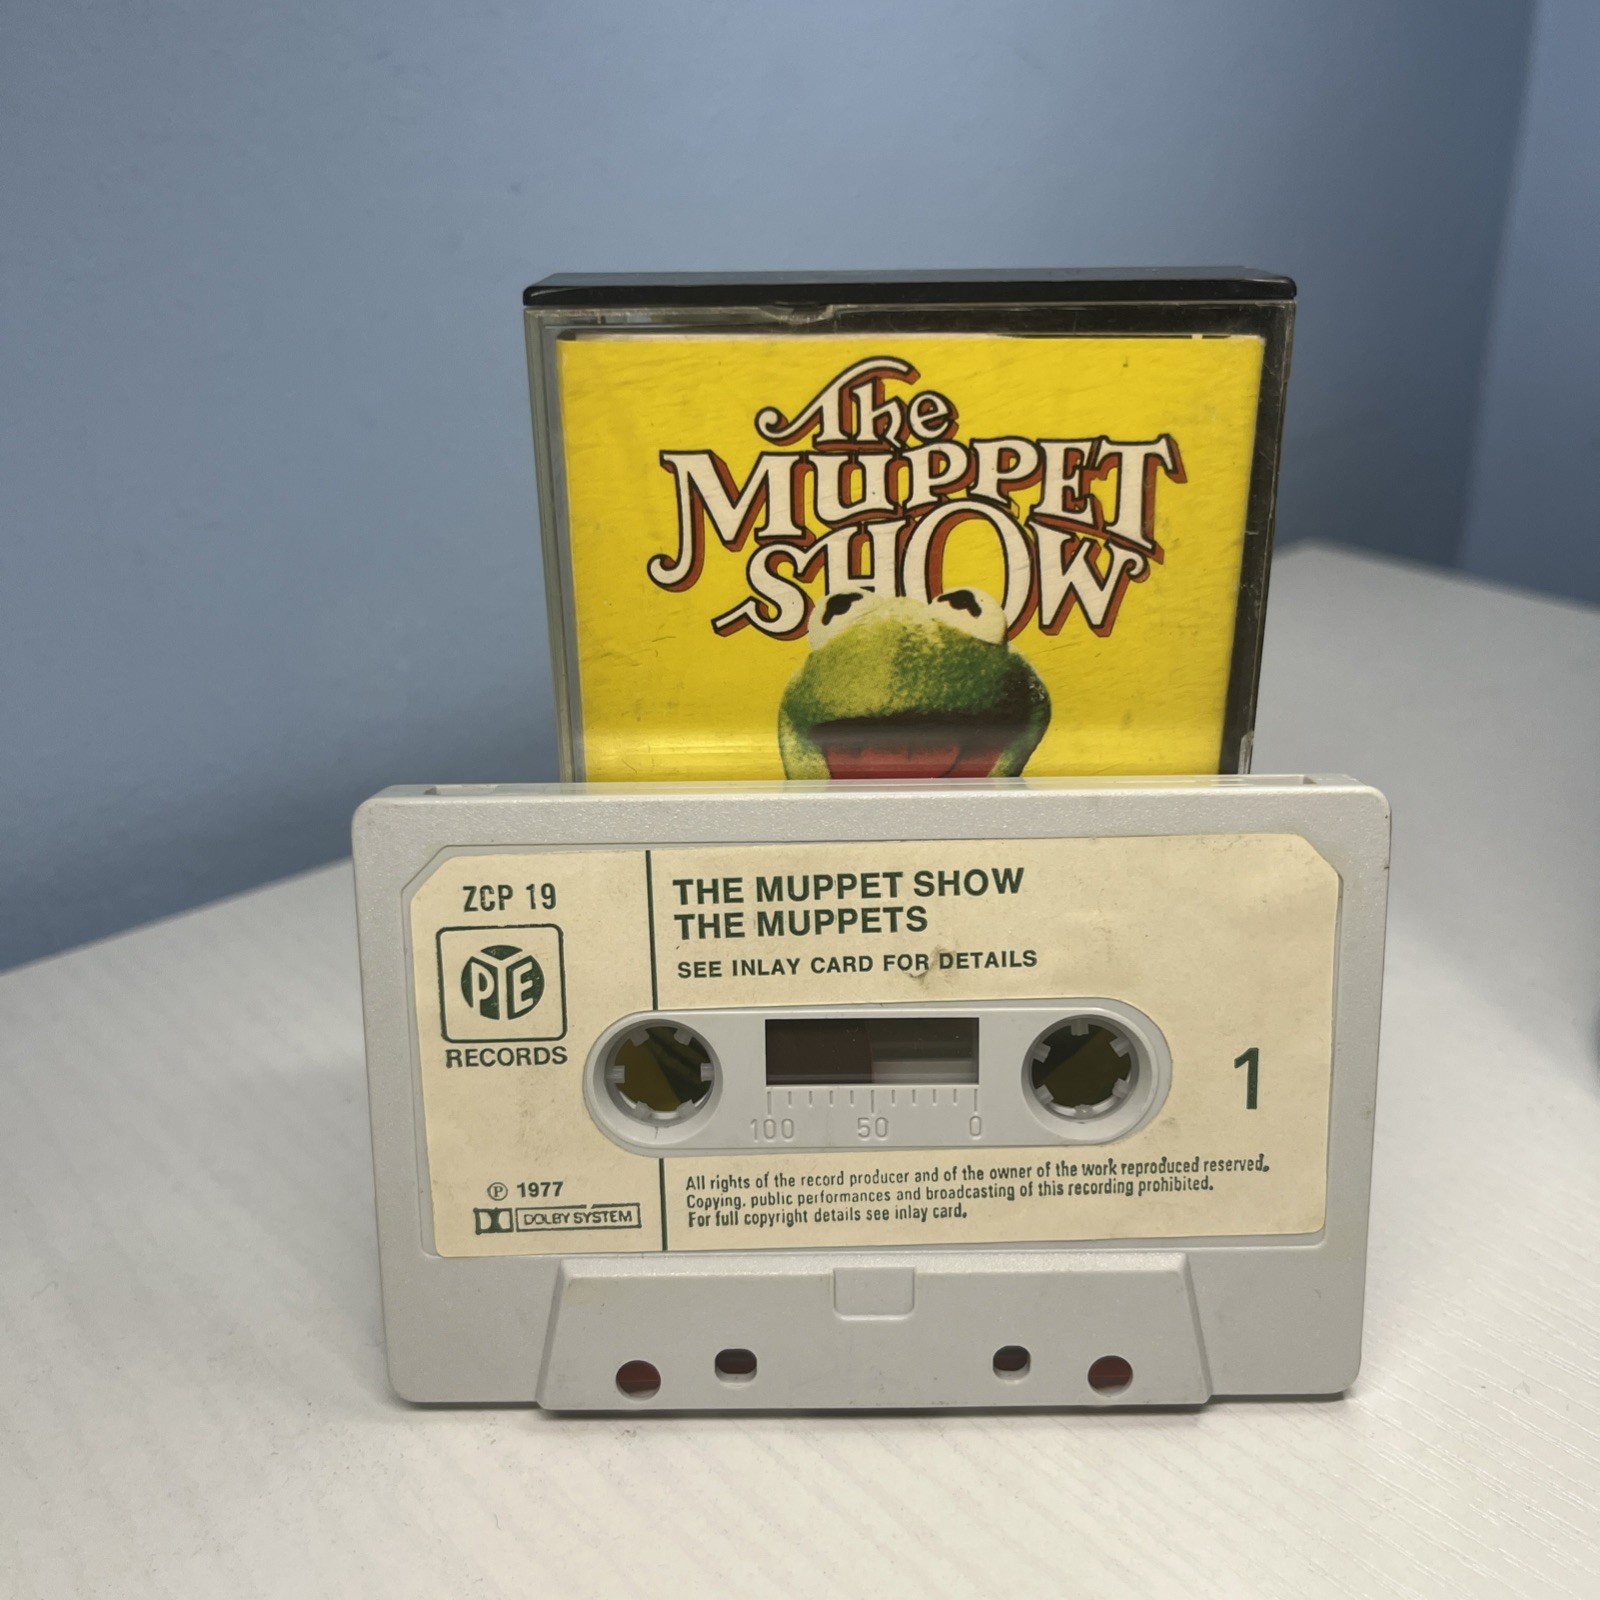 The
MUPPET
SHOW
ZCP 19
PYE
RECORDS
THE MUPPET SHOW
THE MUPPETS
SEE INLAY CARD FOR DETAILS
100 50 0
1
℗ 1977
DOLBY SYSTEM
All rights of the record producer and of the owner of the work reproduced reserved.
Copying, public performances and broadcasting of this recording prohibited.
For full copyright details see inlay card.